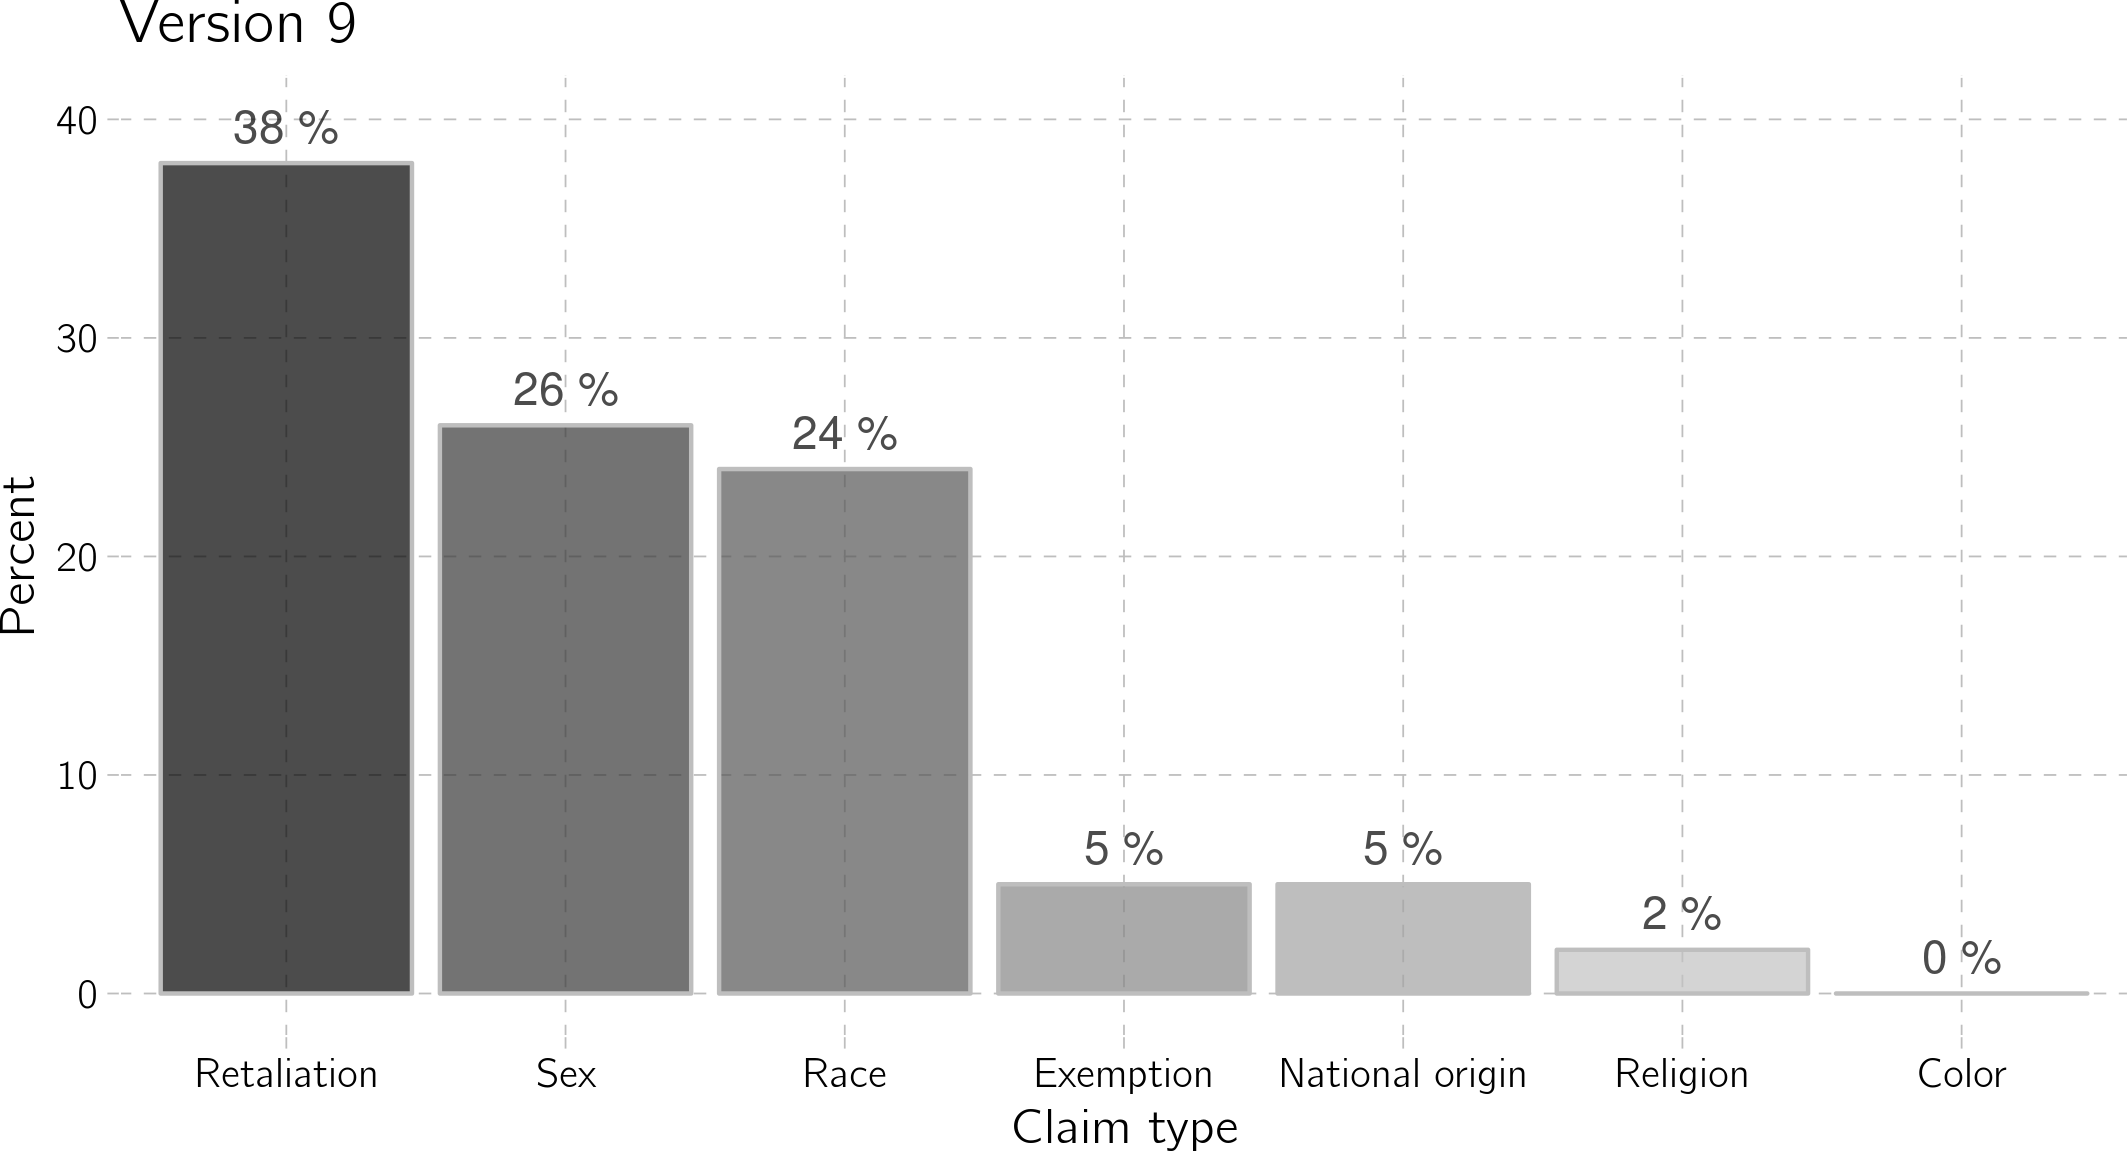 Version 9
Percent
40
30
20
10
0
38 %
26 %
24 %
5 %
5 %
2 %
0 %
Retaliation
Sex
Race
Exemption
National origin
Religion
Color
Claim type